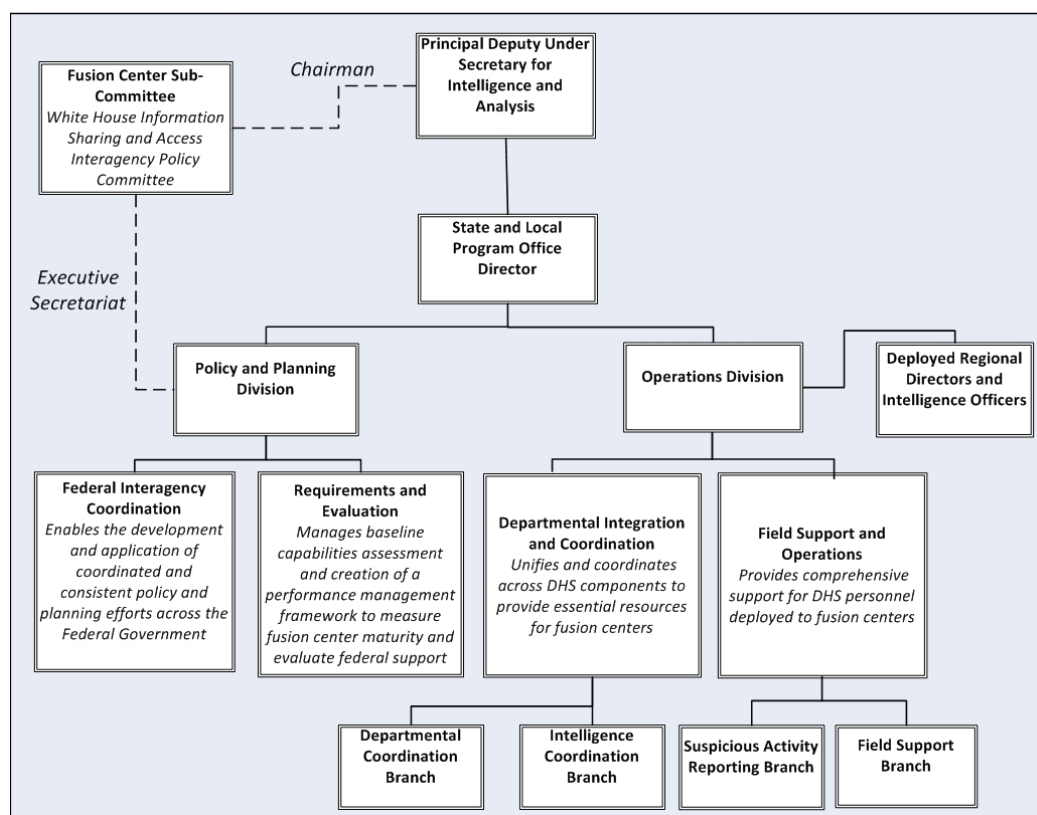 Principal Deputy Under
Secretary for
Intelligence and
Analysis
Chairman
Fusion Center Sub-
Committee
White House Information
Sharing and Access
Interagency Policy
Committee
State and Local
Program Office
Director
Executive
Secretariat
Policy and Planning
Division
Operations Division
Deployed Regional
Directors and
Intelligence Officers
Federal Interagency
Coordination
Enables the development
and application of
coordinated and
consistent policy and
planning efforts across the
Federal Government
Requirements and
Evaluation
Manages baseline
capabilities assessment
and creation of a
performance management
framework to measure
fusion center maturity and
evaluate federal support
Departmental Integration
and Coordination
Unifies and coordinates
across DHS components to
provide essential resources
for fusion centers
Field Support and
Operations
Provides comprehensive
support for DHS personnel
deployed to fusion centers
Departmental
Coordination
Branch
Intelligence
Coordination
Branch
Suspicious Activity
Reporting Branch
Field Support
Branch